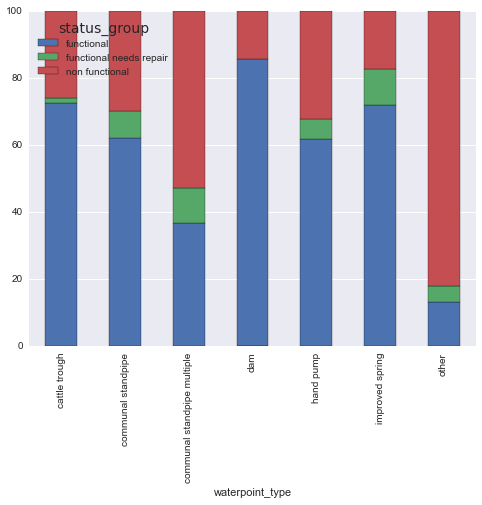 status_group
functional
functional needs repair
non functional
100
80
60
40
20
0
cattle trough
communal standpipe
communal standpipe multiple
dam
hand pump
improved spring
other
waterpoint_type